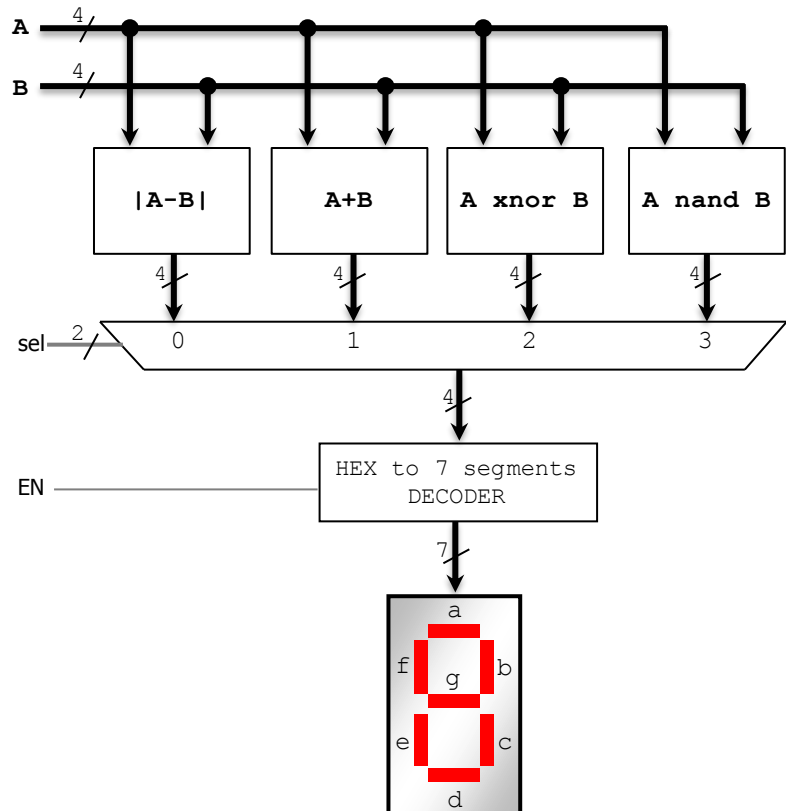 A 4
B 4
|A-B| A+B A xnor B A nand B
4 4 4 4
sel 2 0 1 2 3
4
EN HEX to 7 segments
DECODER
7
a
f b
g
e c
d